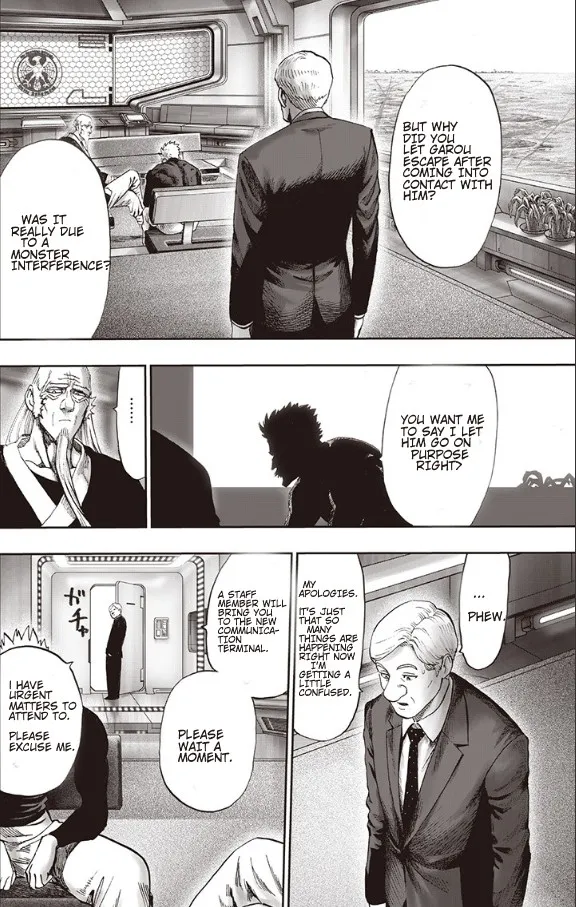 BUT WHY
DID YOU
LET GAROU
ESCAPE AFTER
COMING INTO
CONTACT WITH
HIM?
WAS IT
REALLY DUE
TO A
MONSTER
INTERFERENCE?
YOU WANT ME
TO SAY I LET
HIM GO ON
PURPOSE
RIGHT?
......
...
PHEW.
MY
APOLOGIES.
IT'S JUST
THAT SO
MANY
THINGS ARE
HAPPENING
RIGHT NOW
I'M
GETTING A
LITTLE
CONFUSED.
A STAFF
MEMBER WILL
BRING YOU
TO THE NEW
COMMUNICA-
TION
TERMINAL.
PLEASE
WAIT A
MOMENT.
ガチャ
I HAVE
URGENT
MATTERS TO
ATTEND TO.
PLEASE
EXCUSE ME.